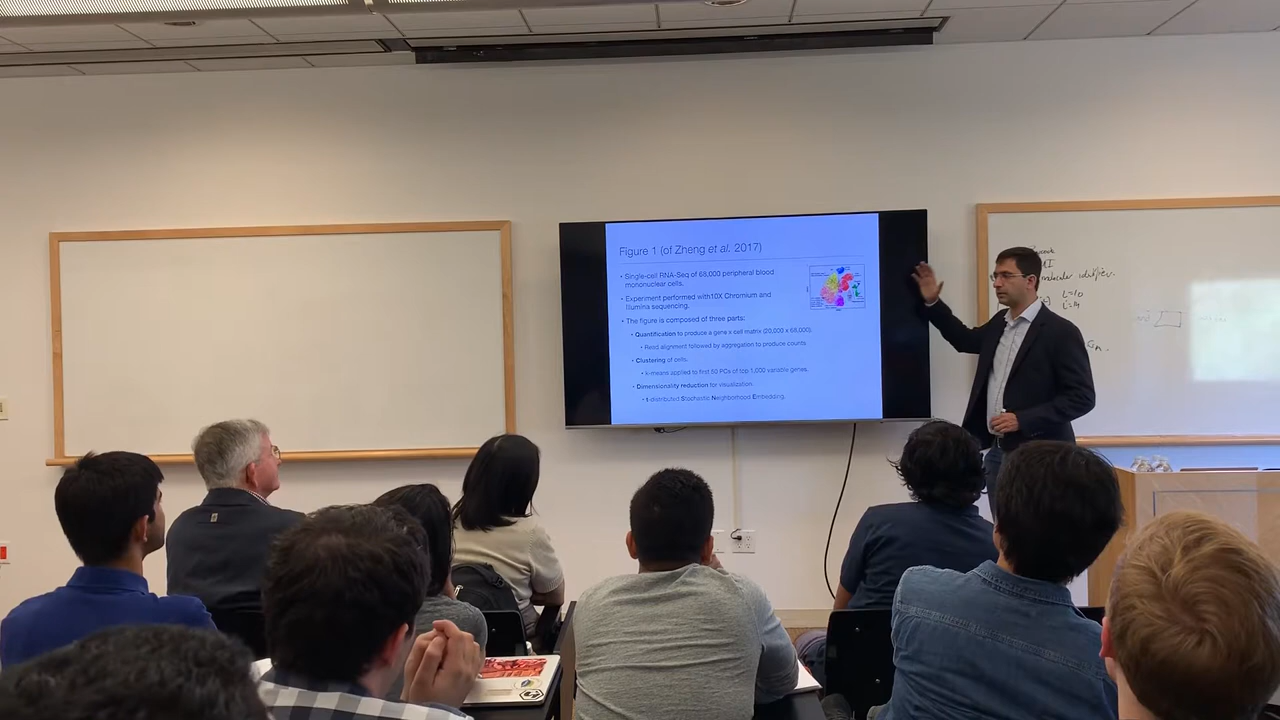 Figure 1 (of Zheng et al. 2017)
• Single-cell RNA-Seq of 68,000 peripheral blood
mononuclear cells.
• Experiment performed with10X Chromium and
Illumina sequencing.
• The figure is composed of three parts:
• Quantification to produce a gene x cell matrix (20,000 x 68,000).
• Read alignment followed by aggregation to produce counts
• Clustering of cells.
• k-means applied to first 50 PCs of top 1,000 variable genes.
• Dimensionality reduction for visualization.
• t-distributed Stochastic Neighborhood Embedding.
molecular identifier.
L=10